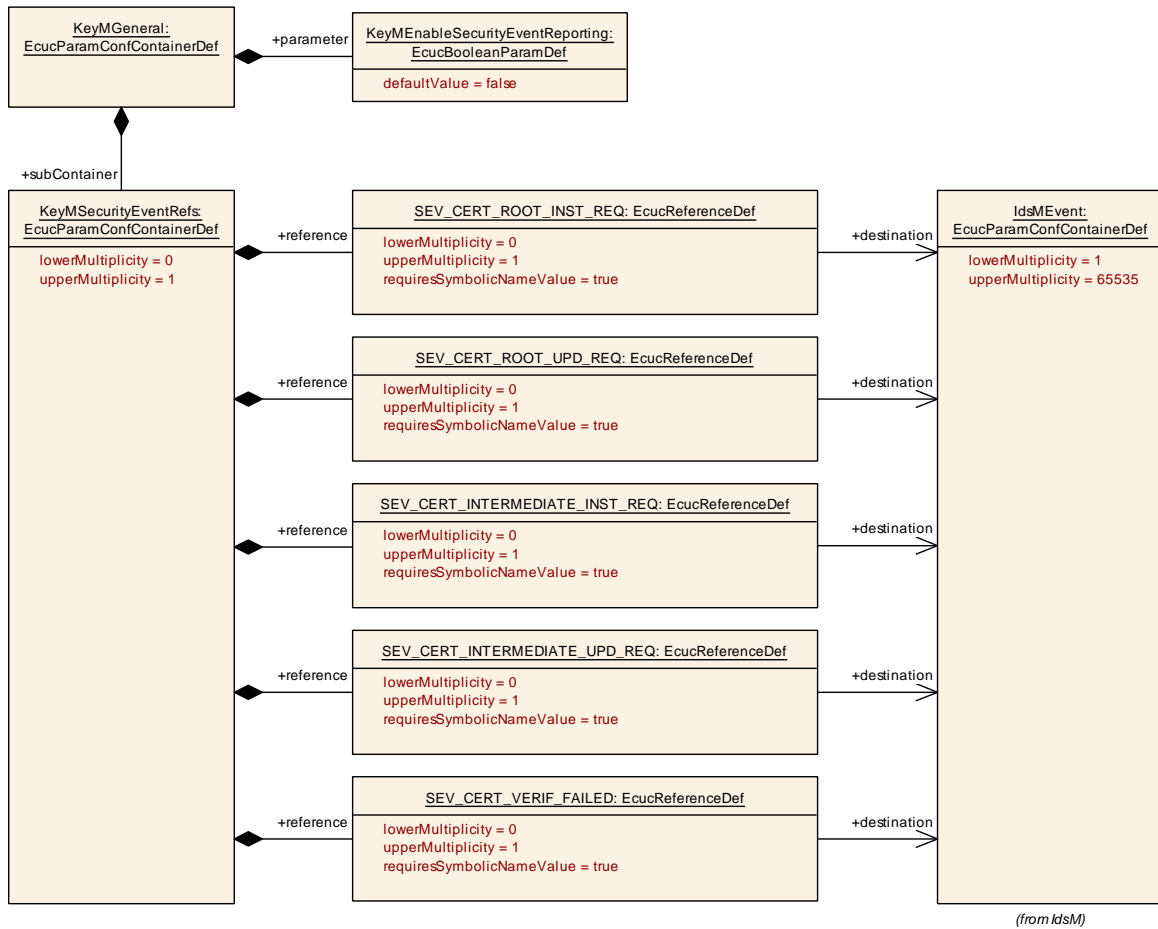 KeyMGeneral:
EcucParamConfContainerDef
+parameter
KeyMEnableSecurityEventReporting:
EcucBooleanParamDef
defaultValue = false
+subContainer
KeyMSecurityEventRefs:
EcucParamConfContainerDef
lowerMultiplicity = 0
upperMultiplicity = 1
+reference
SEV_CERT_ROOT_INST_REQ: EcucReferenceDef
lowerMultiplicity = 0
upperMultiplicity = 1
requiresSymbolicNameValue = true
+destination
IdsMEvent:
EcucParamConfContainerDef
lowerMultiplicity = 1
upperMultiplicity = 65535
+reference
SEV_CERT_ROOT_UPD_REQ: EcucReferenceDef
lowerMultiplicity = 0
upperMultiplicity = 1
requiresSymbolicNameValue = true
+destination
+reference
SEV_CERT_INTERMEDIATE_INST_REQ: EcucReferenceDef
lowerMultiplicity = 0
upperMultiplicity = 1
requiresSymbolicNameValue = true
+destination
+reference
SEV_CERT_INTERMEDIATE_UPD_REQ: EcucReferenceDef
lowerMultiplicity = 0
upperMultiplicity = 1
requiresSymbolicNameValue = true
+destination
+reference
SEV_CERT_VERIF_FAILED: EcucReferenceDef
lowerMultiplicity = 0
upperMultiplicity = 1
requiresSymbolicNameValue = true
+destination
(from IdsM)